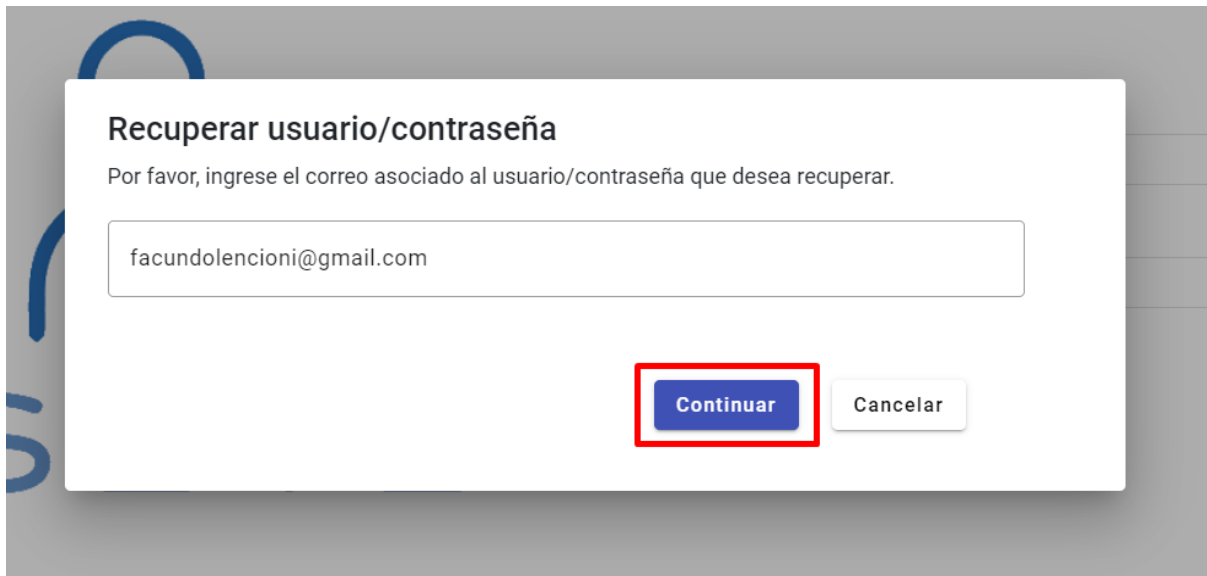 Recuperar usuario/contraseña
Por favor, ingrese el correo asociado al usuario/contraseña que desea recuperar.
facundolencioni@gmail.com
Continuar
Cancelar